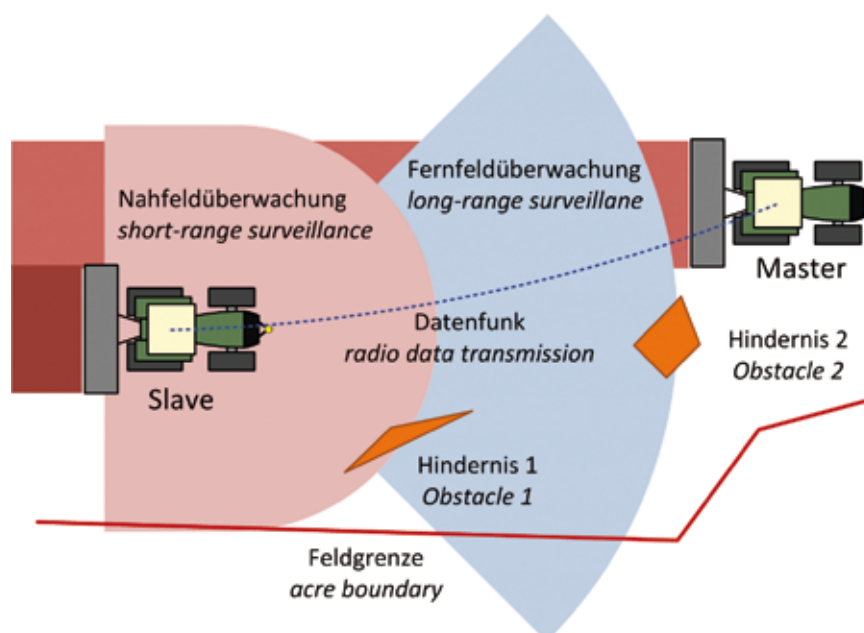 Nahfeldüberwachung
short-range surveillance
Fernfeldüberwachung
long-range surveillane
Master
Slave
Datenfunk
radio data transmission
Hindernis 2
Obstacle 2
Hindernis 1
Obstacle 1
Feldgrenze
acre boundary